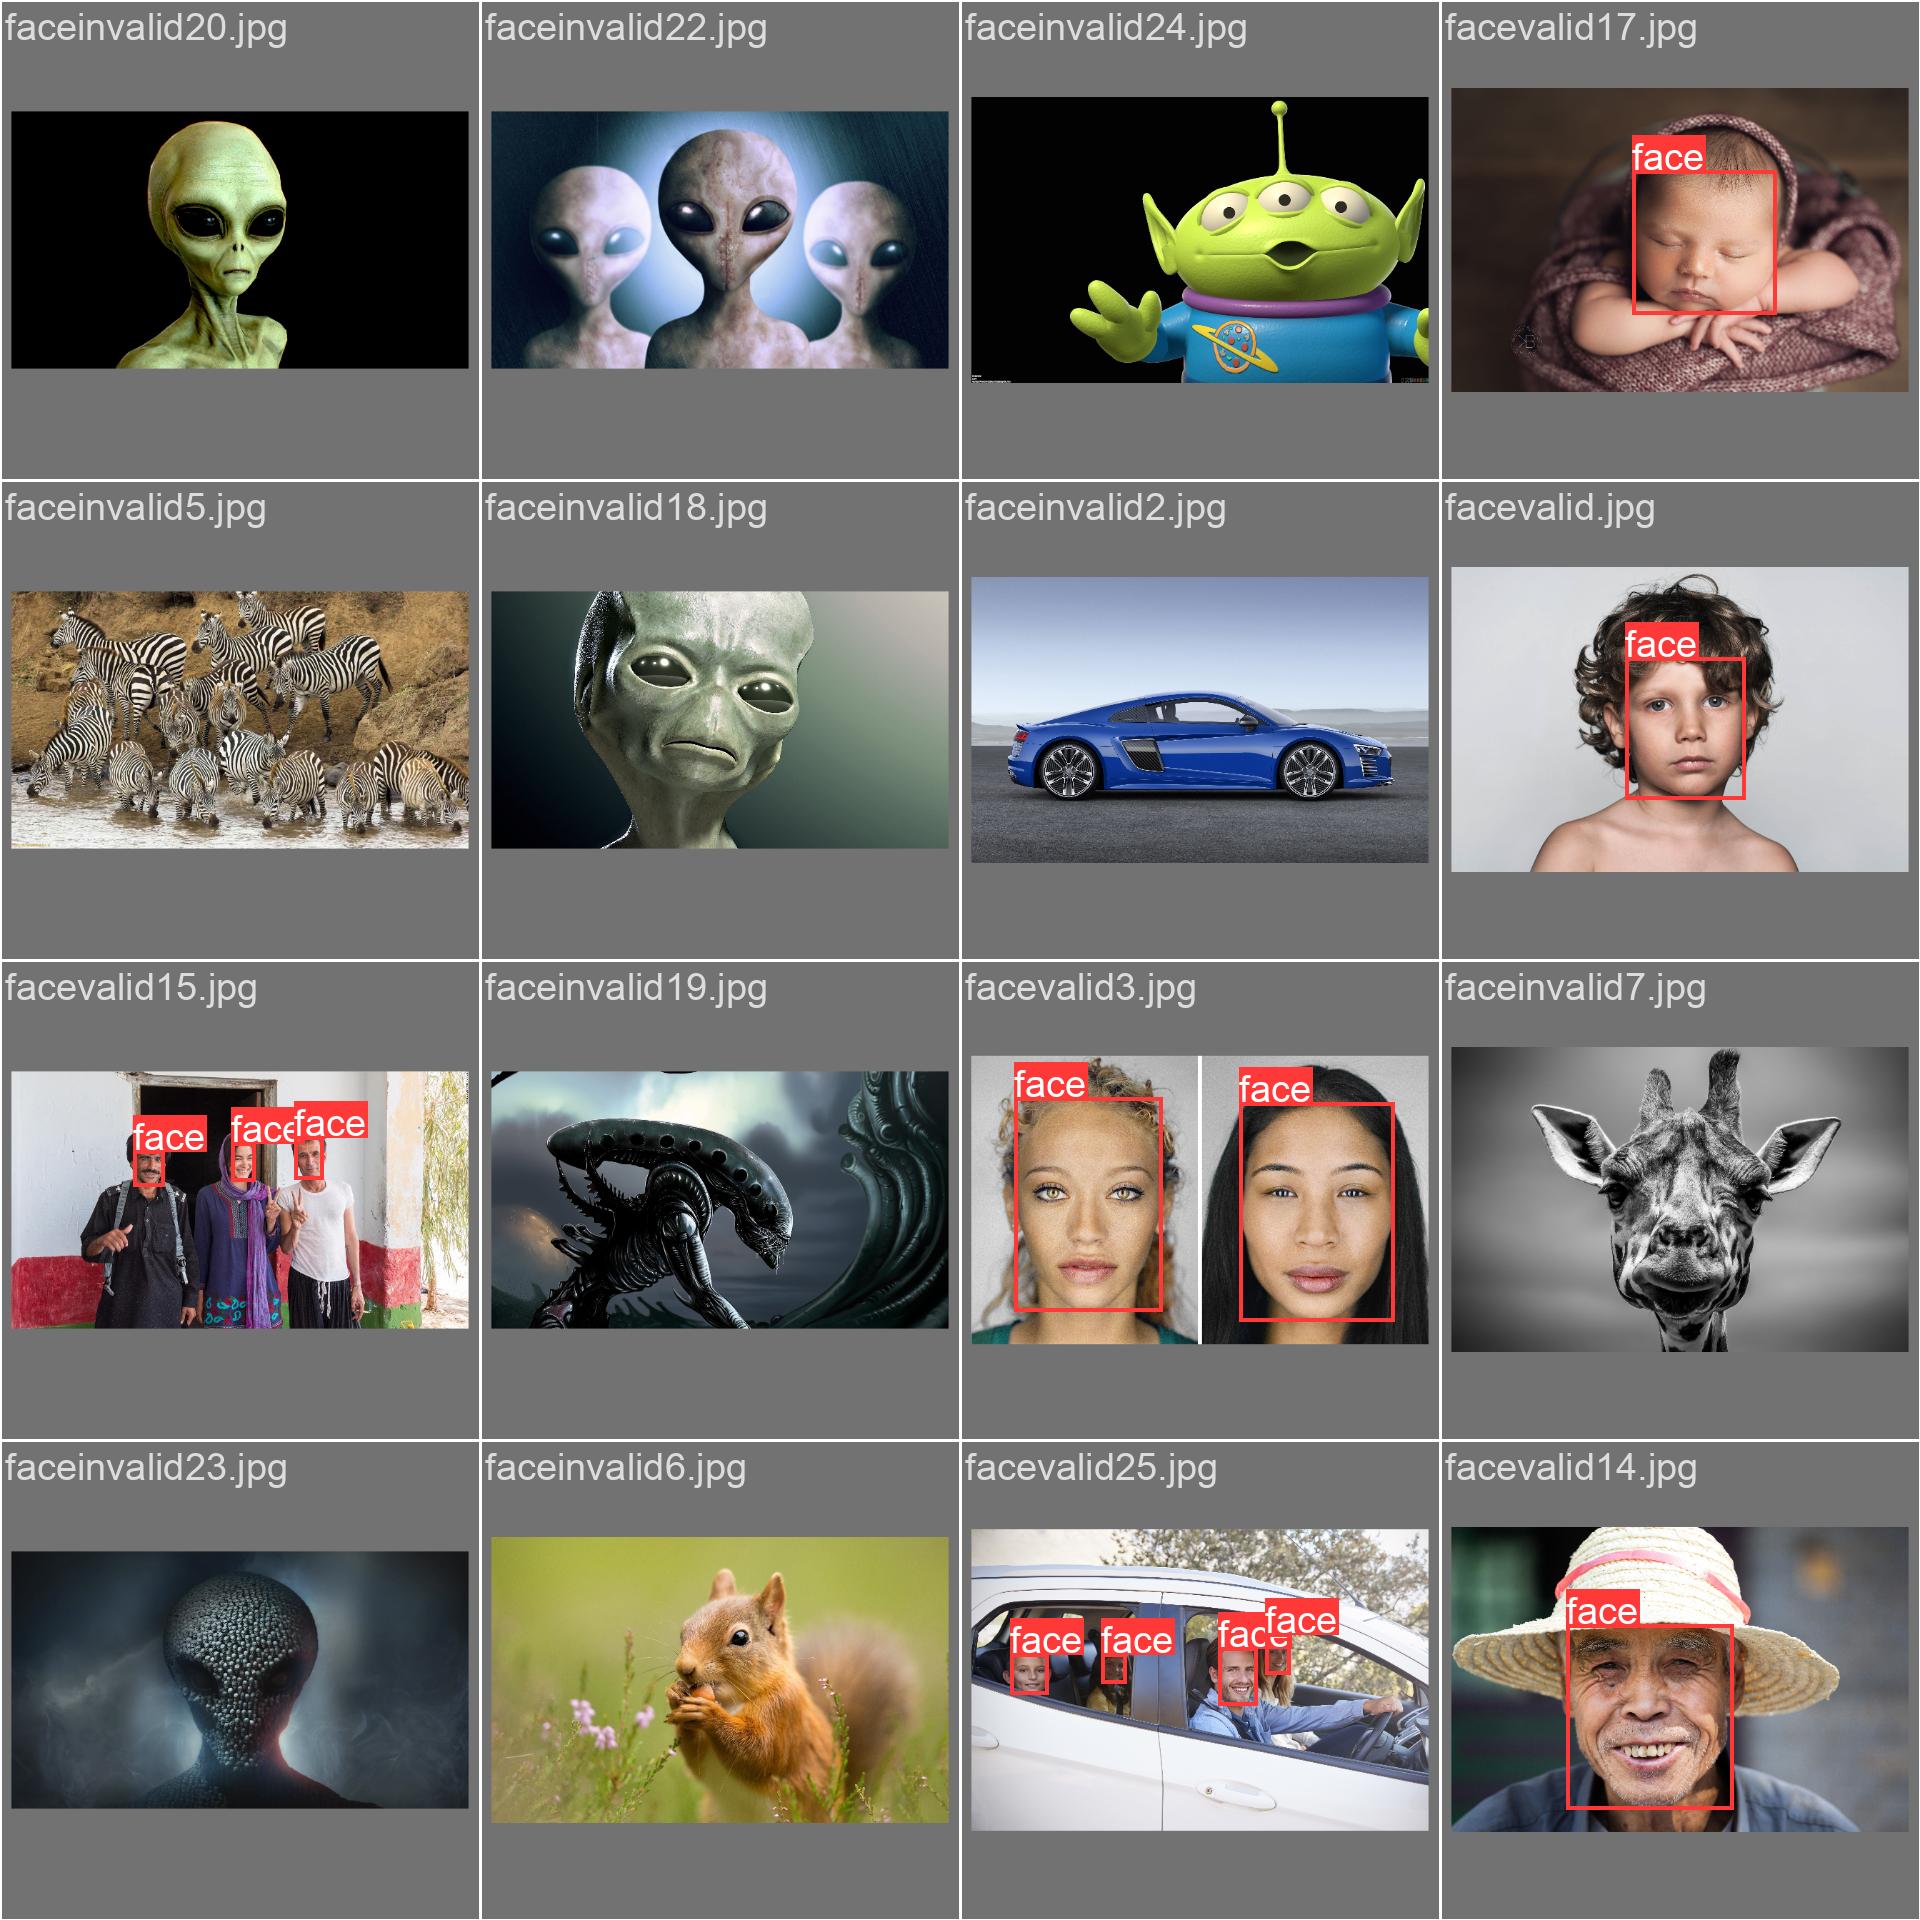 faceinvalid20.jpg
faceinvalid22.jpg
faceinvalid24.jpg
facevalid17.jpg
face
faceinvalid5.jpg
faceinvalid18.jpg
faceinvalid2.jpg
facevalid.jpg
face
facevalid15.jpg
faceinvalid19.jpg
facevalid3.jpg
faceinvalid7.jpg
face
face
face
face
face
faceinvalid23.jpg
faceinvalid6.jpg
facevalid25.jpg
facevalid14.jpg
face
face
face
face
face